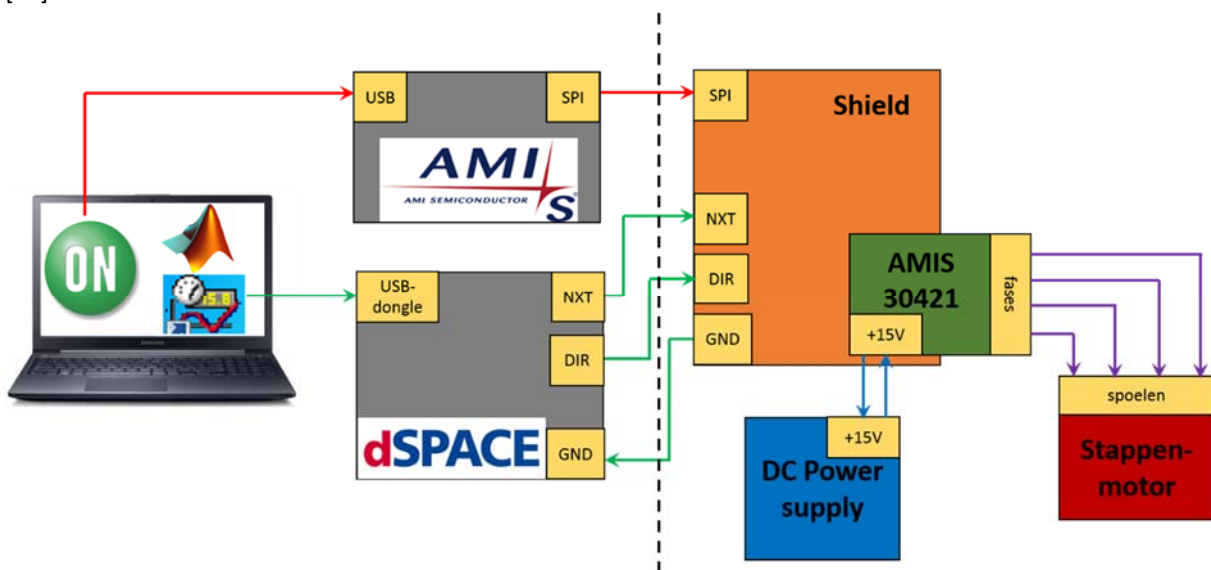 USB
SPI
AMIS
AMI SEMICONDUCTOR
ON
USB-
dongle
NXT
DIR
GND
dSPACE
SPI
Shield
NXT
DIR
GND
AMIS
30421
fases
+15V
+15V
DC Power
supply
spoelen
Stappen-
motor